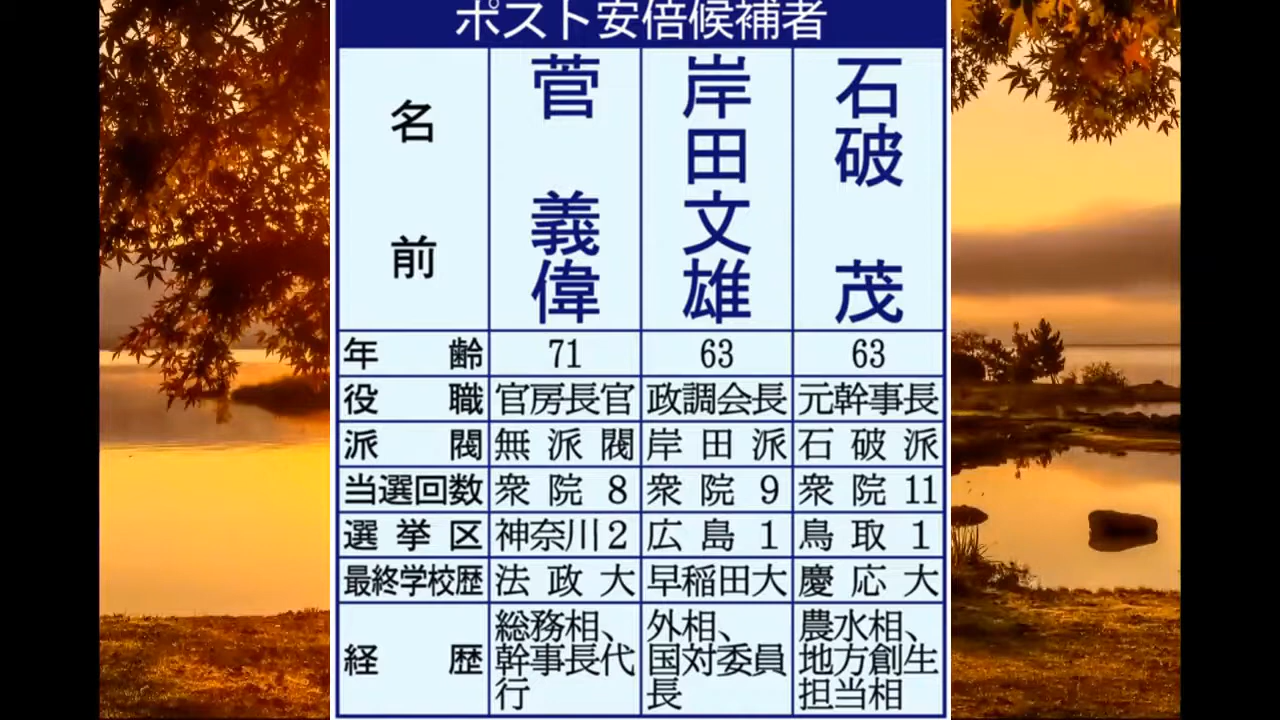 ポスト安倍候補者
名前 菅義偉 岸田文雄 石破茂
年齢 71 63 63
役職 官房長官 政調会長 元幹事長
派閥 無派閥 岸田派 石破派
当選回数 衆院8 衆院9 衆院11
選挙区 神奈川2 広島1 鳥取1
最終学校歴 法政大 早稲田大 慶応大
経歴 総務相、 外相、 農水相、
幹事長代 国対委員 地方創生
行 長 担当相